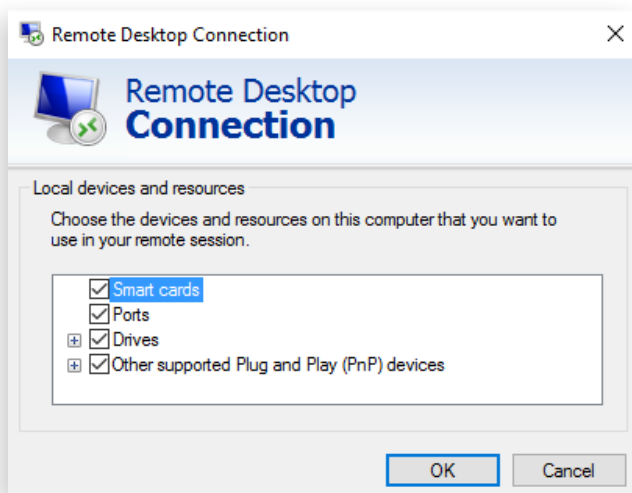 Remote Desktop Connection
Remote Desktop
Connection
Local devices and resources
Choose the devices and resources on this computer that you want to
use in your remote session.
Smart cards
Ports
Drives
Other supported Plug and Play (PnP) devices
OK Cancel